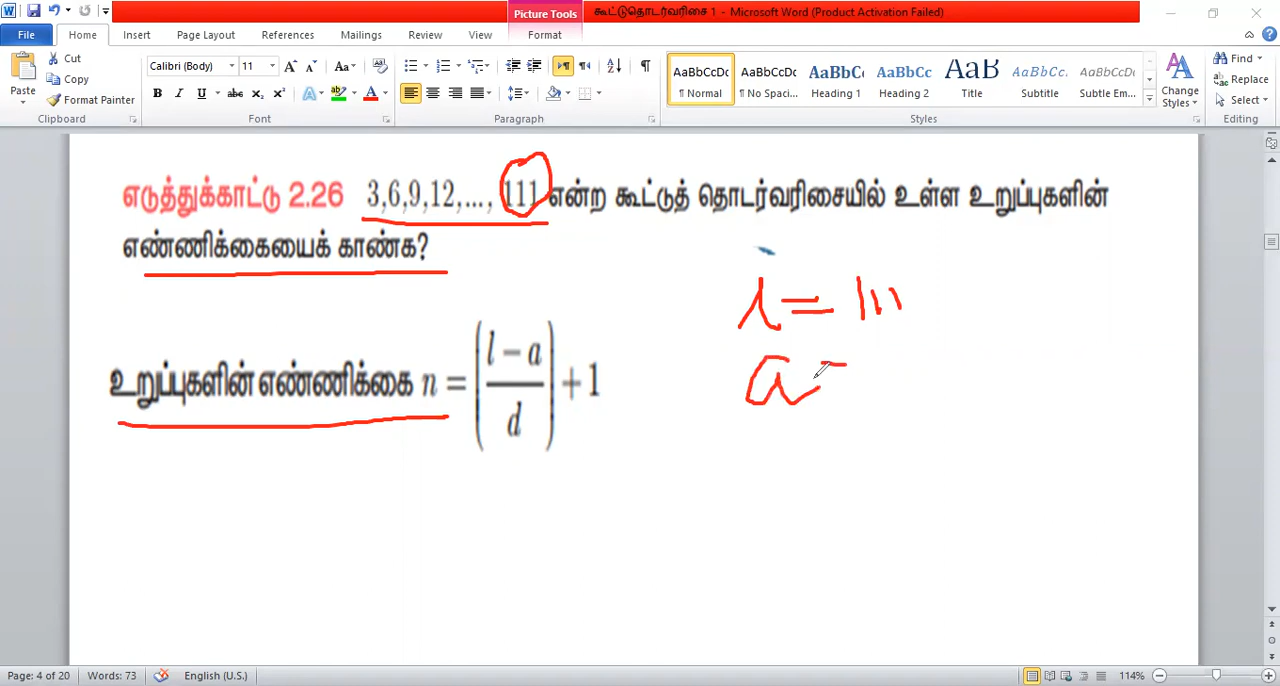 Picture Tools
கூட்டுதொடர்வரிசை 1 - Microsoft Word (Product Activation Failed)
File Home Insert Page Layout References Mailings Review View Format
Paste Cut Copy Format Painter
Calibri (Body) 11
AaBbCcDc AaBbCcDc AaBbC AaBbCc AaB AaBbCc. AaBbCcDc
¶ Normal ¶ No Spaci... Heading 1 Heading 2 Title Subtitle Subtle Em...
Change Styles
Find Replace Select
Clipboard Font Paragraph Styles Editing
எடுத்துக்காட்டு 2.26 3,6,9,12,..., 111 என்ற கூட்டுத் தொடர்வரிசையில் உள்ள உறுப்புகளின்
எண்ணிக்கையைக் காண்க?
l = 111
a =
உறுப்புகளின் எண்ணிக்கை n = (l − a / d) + 1
Page: 4 of 20 Words: 73 English (U.S.) 114%